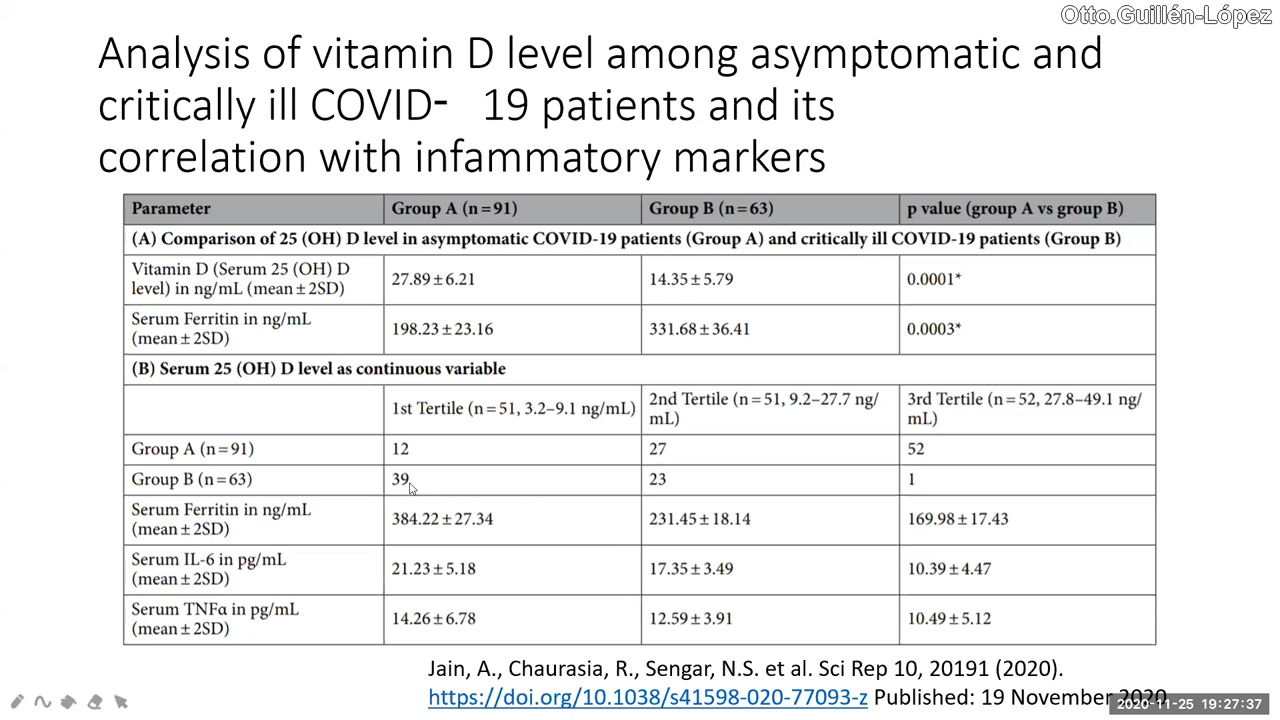 Otto.Guillén-López
Analysis of vitamin D level among asymptomatic and
critically ill COVID- 19 patients and its
correlation with infammatory markers
Parameter Group A (n=91) Group B (n=63) p value (group A vs group B)
(A) Comparison of 25 (OH) D level in asymptomatic COVID-19 patients (Group A) and critically ill COVID-19 patients (Group B)
Vitamin D (Serum 25 (OH) D
level) in ng/mL (mean ± 2SD) 27.89 ± 6.21 14.35 ± 5.79 0.0001*
Serum Ferritin in ng/mL
(mean ± 2SD) 198.23 ± 23.16 331.68 ± 36.41 0.0003*
(B) Serum 25 (OH) D level as continuous variable
1st Tertile (n=51, 3.2–9.1 ng/mL) 2nd Tertile (n=51, 9.2–27.7 ng/
mL) 3rd Tertile (n=52, 27.8–49.1 ng/
mL)
Group A (n=91) 12 27 52
Group B (n=63) 39 23 1
Serum Ferritin in ng/mL
(mean ± 2SD) 384.22 ± 27.34 231.45 ± 18.14 169.98 ± 17.43
Serum IL-6 in pg/mL
(mean ± 2SD) 21.23 ± 5.18 17.35 ± 3.49 10.39 ± 4.47
Serum TNFα in pg/mL
(mean ± 2SD) 14.26 ± 6.78 12.59 ± 3.91 10.49 ± 5.12
Jain, A., Chaurasia, R., Sengar, N.S. et al. Sci Rep 10, 20191 (2020).
https://doi.org/10.1038/s41598-020-77093-z Published: 19 November 2020
2020-11-25 19:27:37